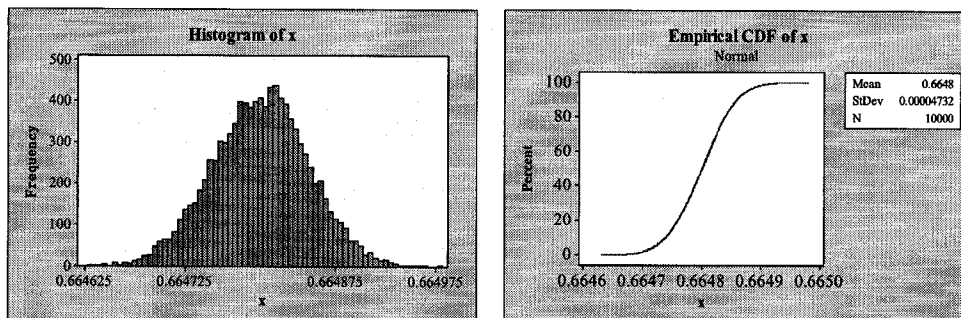 Histogram of x
500
400
300
200
100
0
Frequency
0.664625
0.664725
0.664875
0.664975
x
Empirical CDF of x
Normal
100
80
60
40
20
0
Percent
0.6646
0.6647
0.6648
0.6649
0.6650
x
Mean 0.6648
StDev 0.00004732
N 10000